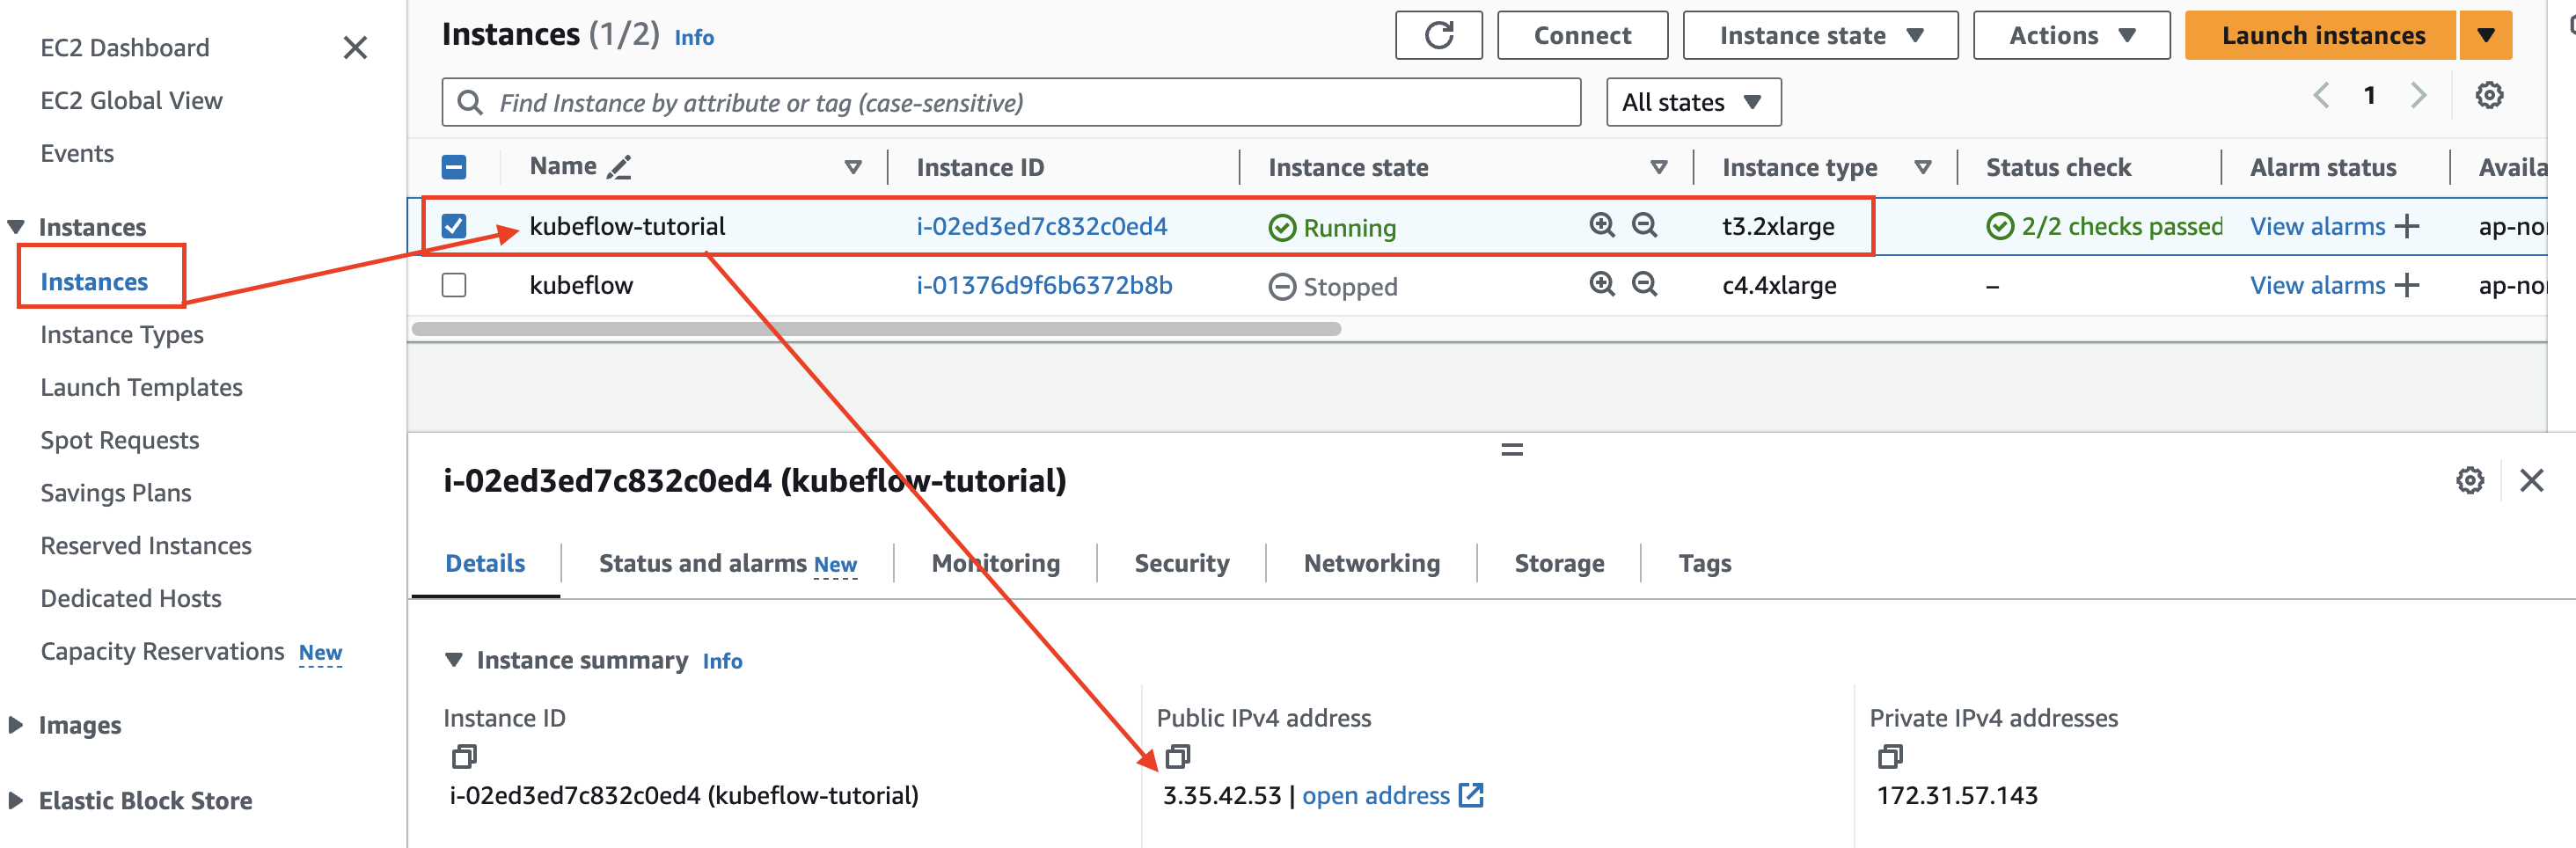 EC2 Dashboard
EC2 Global View
Events
Instances
Instances
Instance Types
Launch Templates
Spot Requests
Savings Plans
Reserved Instances
Dedicated Hosts
Capacity Reservations New
Images
Elastic Block Store
Instances (1/2) Info
Connect
Instance state
Actions
Launch instances
Find Instance by attribute or tag (case-sensitive)
All states
1
Name Instance ID Instance state Instance type Status check Alarm status Availa
kubeflow-tutorial i-02ed3ed7c832c0ed4 Running t3.2xlarge 2/2 checks passed View alarms + ap-nor
kubeflow i-01376d9f6b6372b8b Stopped c4.4xlarge – View alarms + ap-nor
i-02ed3ed7c832c0ed4 (kubeflow-tutorial)
Details Status and alarms New Monitoring Security Networking Storage Tags
Instance summary Info
Instance ID
i-02ed3ed7c832c0ed4 (kubeflow-tutorial)
Public IPv4 address
3.35.42.53 | open address
Private IPv4 addresses
172.31.57.143